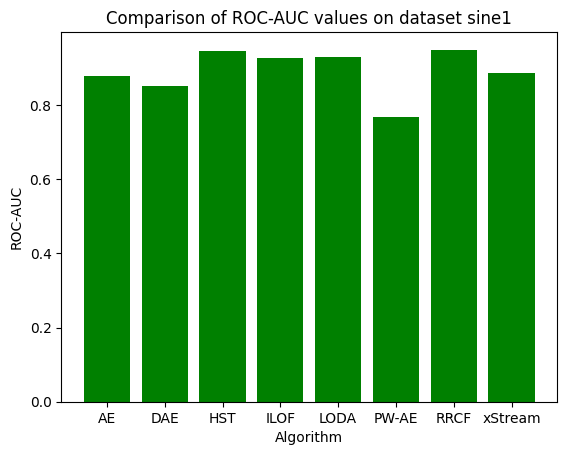 Comparison of ROC-AUC values on dataset sine1
ROC-AUC
0.8
0.6
0.4
0.2
0.0
AE DAE HST ILOF LODA PW-AE RRCF xStream
Algorithm